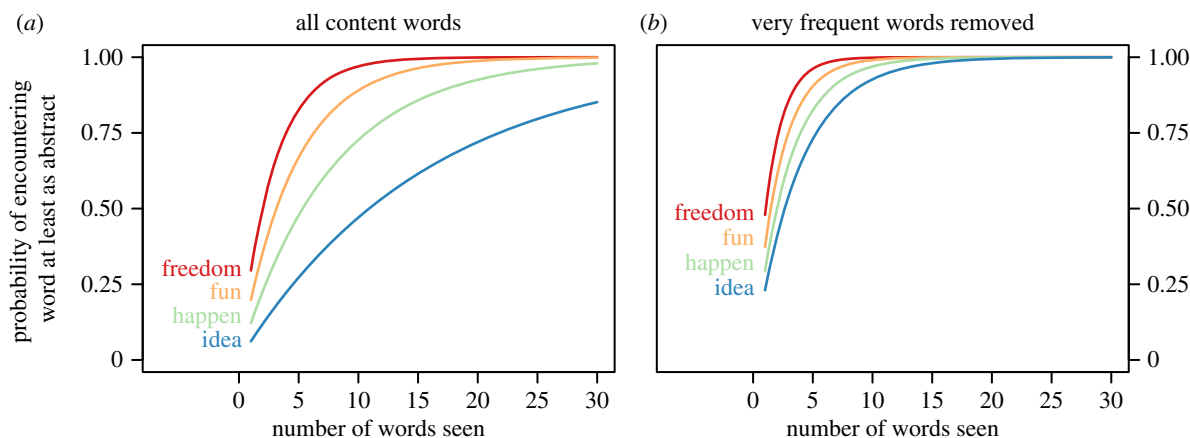 (a) all content words
probability of encountering
word at least as abstract
1.00
0.75
0.50
0.25
0
freedom
fun
happen
idea
0 5 10 15 20 25 30
number of words seen
(b) very frequent words removed
freedom
fun
happen
idea
1.00
0.75
0.50
0.25
0
0 5 10 15 20 25 30
number of words seen